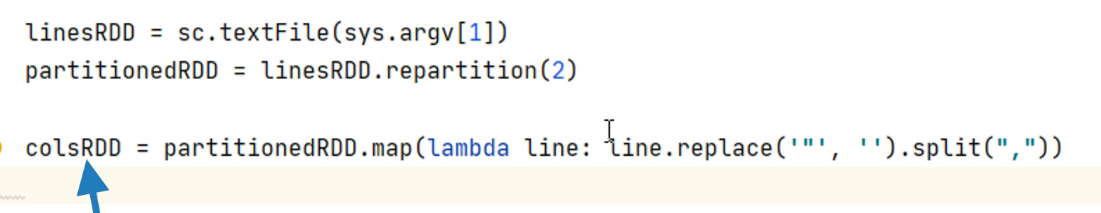 linesRDD = sc.textFile(sys.argv[1])
partitionedRDD = linesRDD.repartition(2)
colsRDD = partitionedRDD.map(lambda line: line.replace('"', '').split(","))